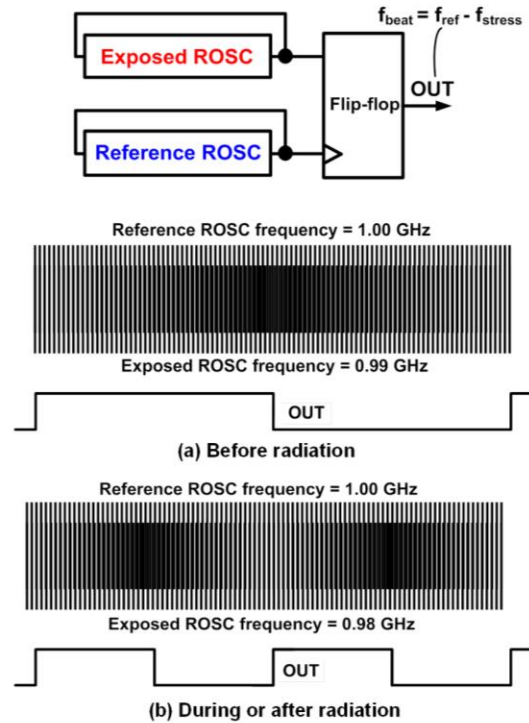 f_beat = f_ref - f_stress
Exposed ROSC
OUT
Flip-flop
Reference ROSC
Reference ROSC frequency = 1.00 GHz
Exposed ROSC frequency = 0.99 GHz
OUT
(a) Before radiation
Reference ROSC frequency = 1.00 GHz
Exposed ROSC frequency = 0.98 GHz
OUT
(b) During or after radiation